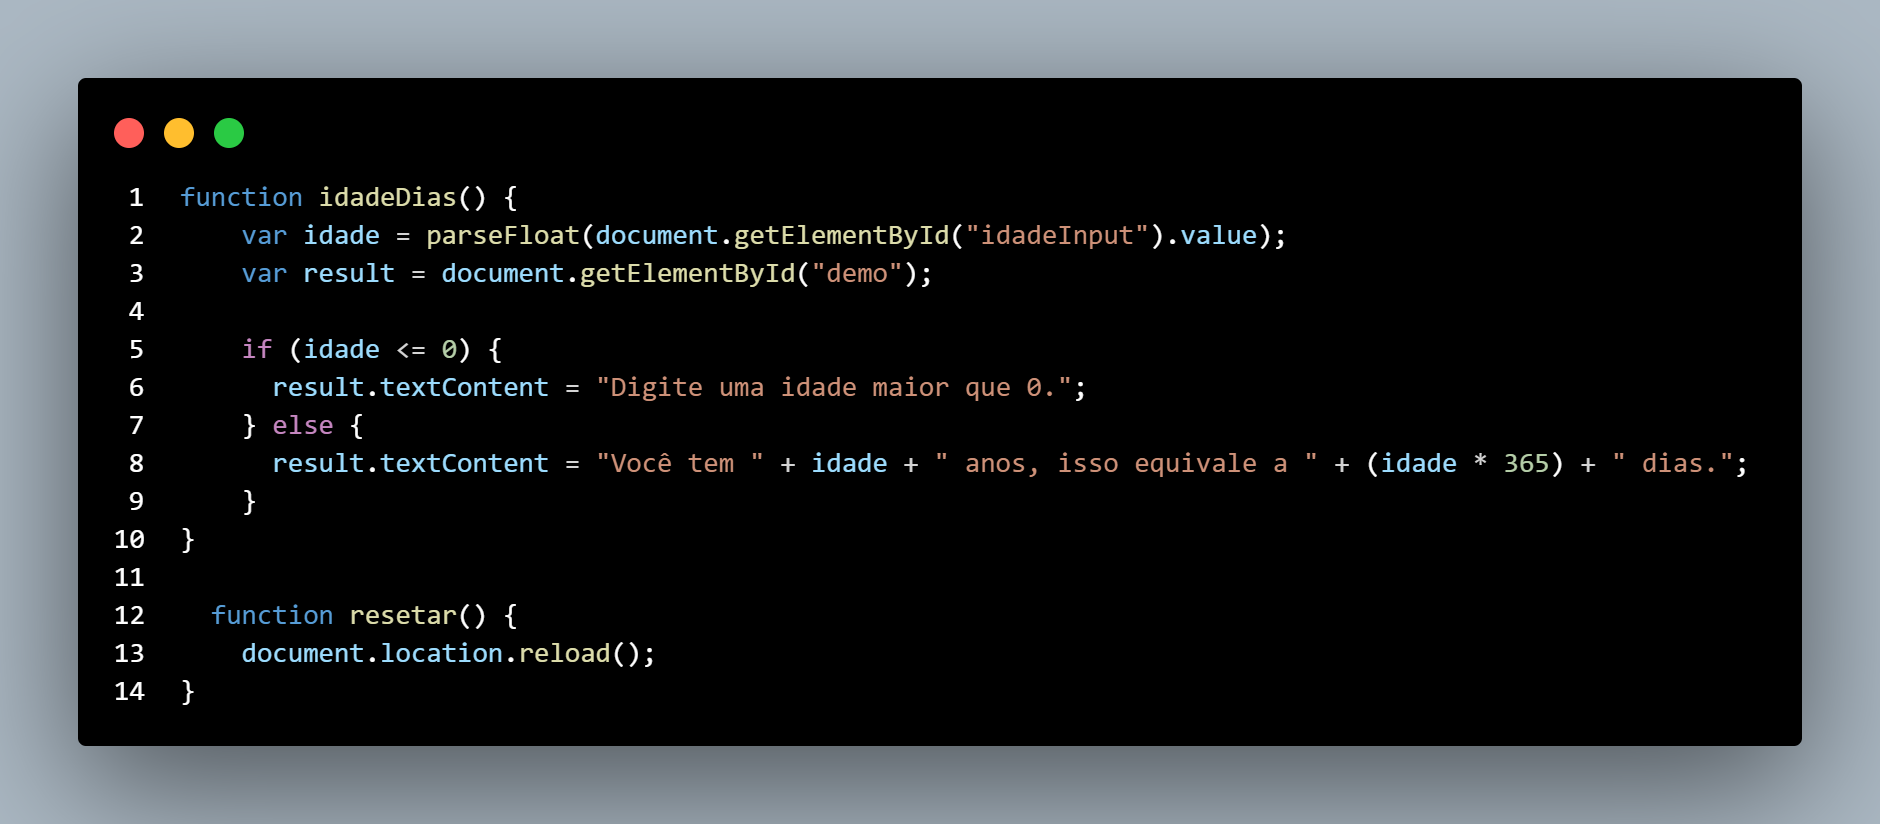 1 function idadeDias() {
2 var idade = parseFloat(document.getElementById("idadeInput").value);
3 var result = document.getElementById("demo");
4
5 if (idade <= 0) {
6 result.textContent = "Digite uma idade maior que 0.";
7 } else {
8 result.textContent = "Você tem " + idade + " anos, isso equivale a " + (idade * 365) + " dias.";
9 }
10 }
11
12 function resetar() {
13 document.location.reload();
14 }